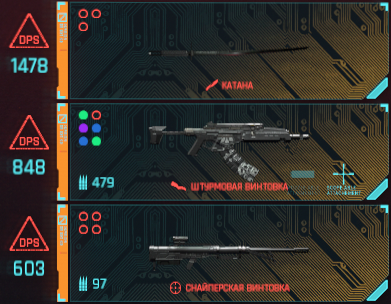 DPS
1478
КАТАНА
DPS
848
479
ШТУРМОВАЯ ВИНТОВКА
DPS
603
97
СНАЙПЕРСКАЯ ВИНТОВКА